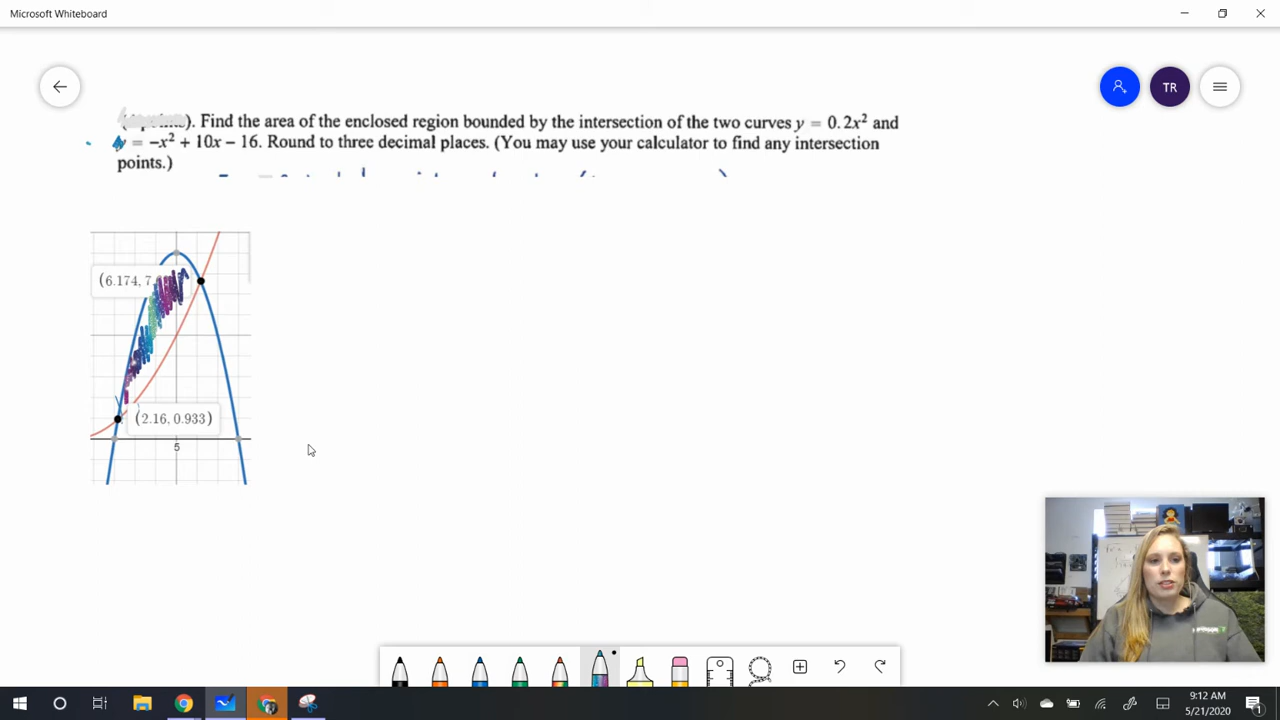 Microsoft Whiteboard
TR
. Find the area of the enclosed region bounded by the intersection of the two curves y = 0.2x² and
= −x² + 10x − 16. Round to three decimal places. (You may use your calculator to find any intersection
points.)
(6.174, 7.
(2.16, 0.933)
5
9:12 AM
5/21/2020